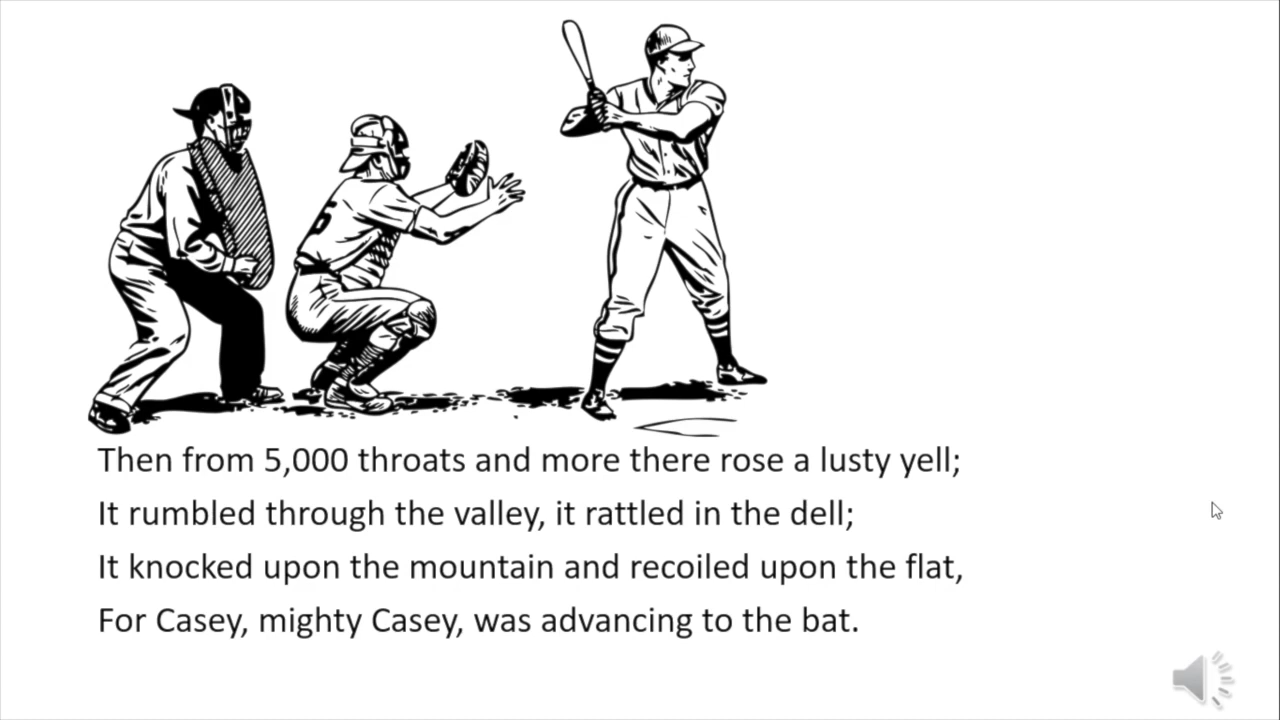 6
Then from 5,000 throats and more there rose a lusty yell;
It rumbled through the valley, it rattled in the dell;
It knocked upon the mountain and recoiled upon the flat,
For Casey, mighty Casey, was advancing to the bat.